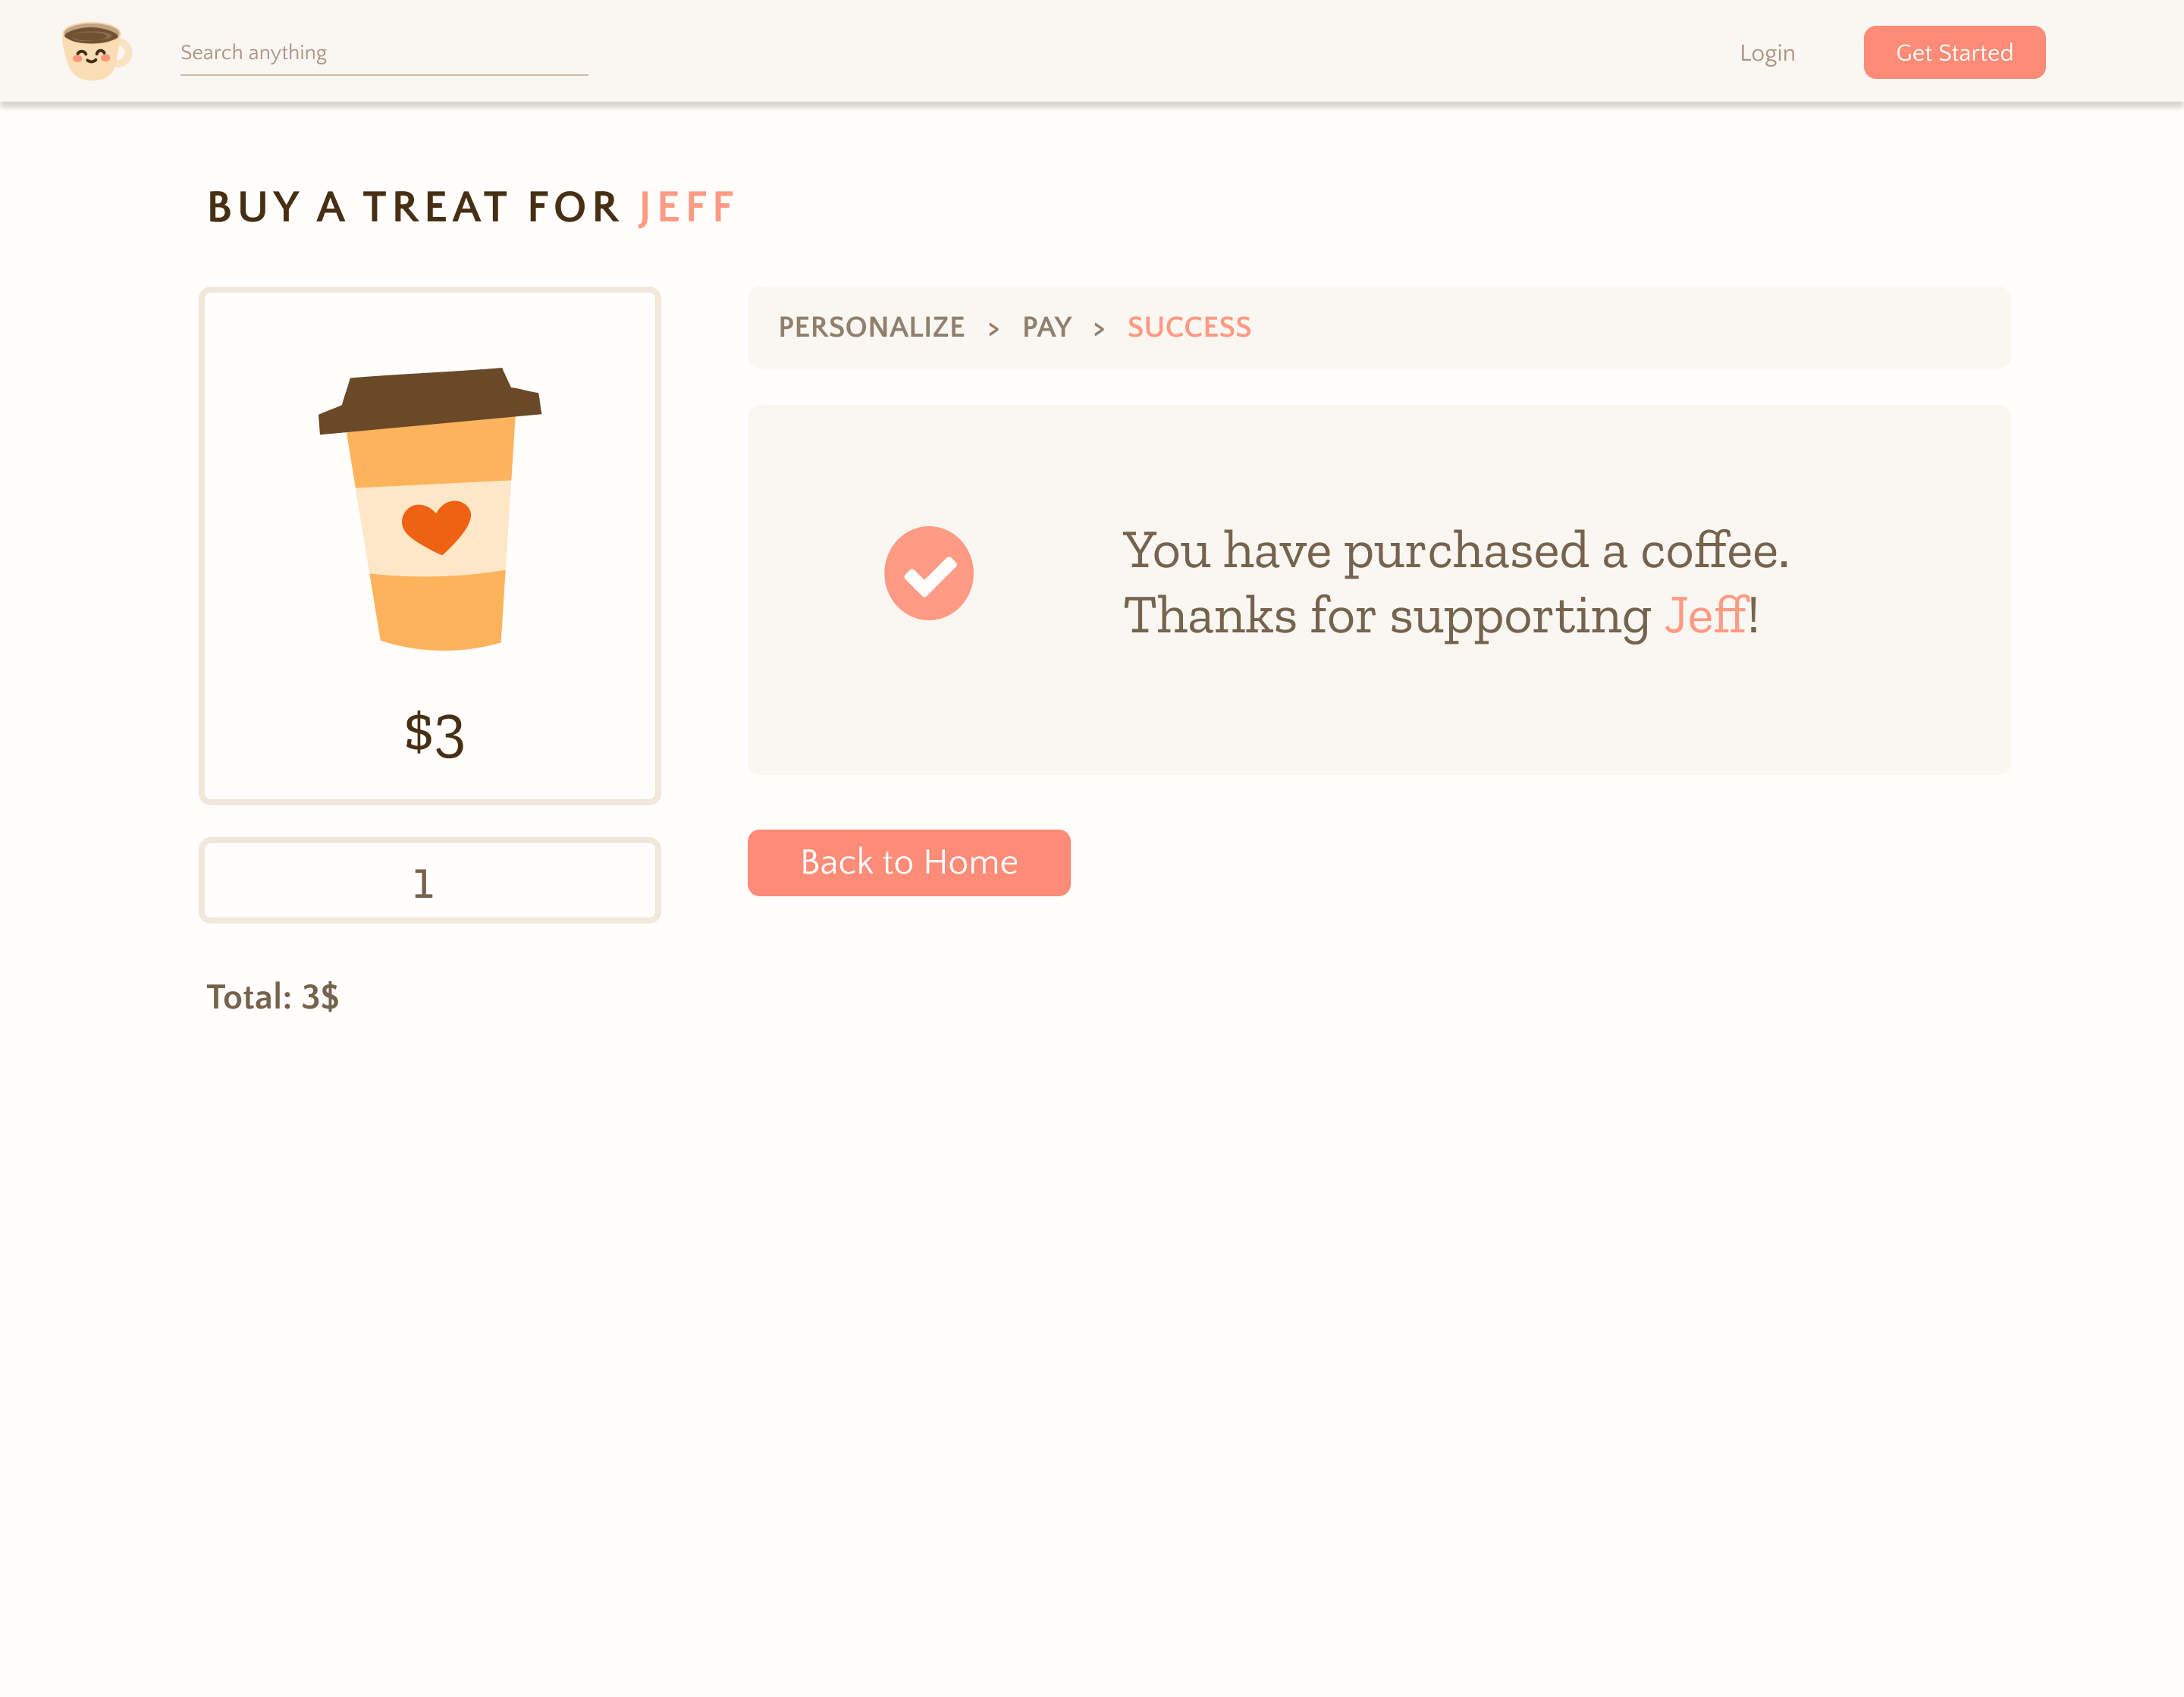 Search anything
Login
Get Started
BUY A TREAT FOR JEFF
PERSONALIZE > PAY > SUCCESS
You have purchased a coffee.
Thanks for supporting Jeff!
$3
Back to Home
1
Total: 3$